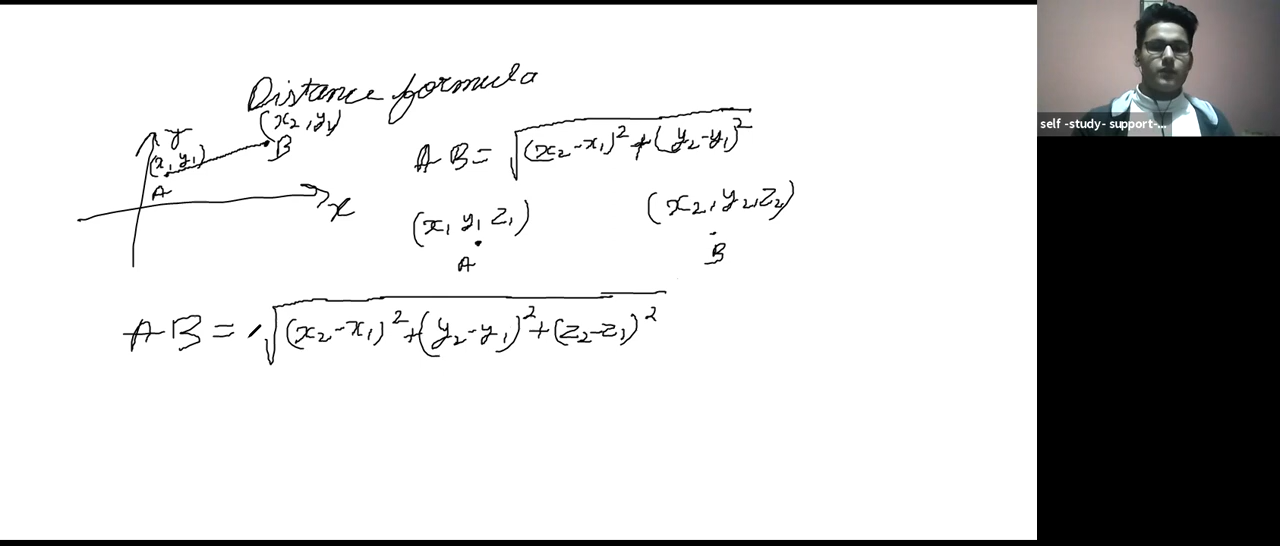 Distance formula
Y
(x₂, y₂)
(x₁ y₁)
B
A
x
AB = √(x₂-x₁)² + (y₂-y₁)²
(x₁ y₁ z₁)
(x₂, y₂, z₂)
A
B
AB = √(x₂-x₁)² + (y₂-y₁)² + (z₂-z₁)²
self -study- support-...